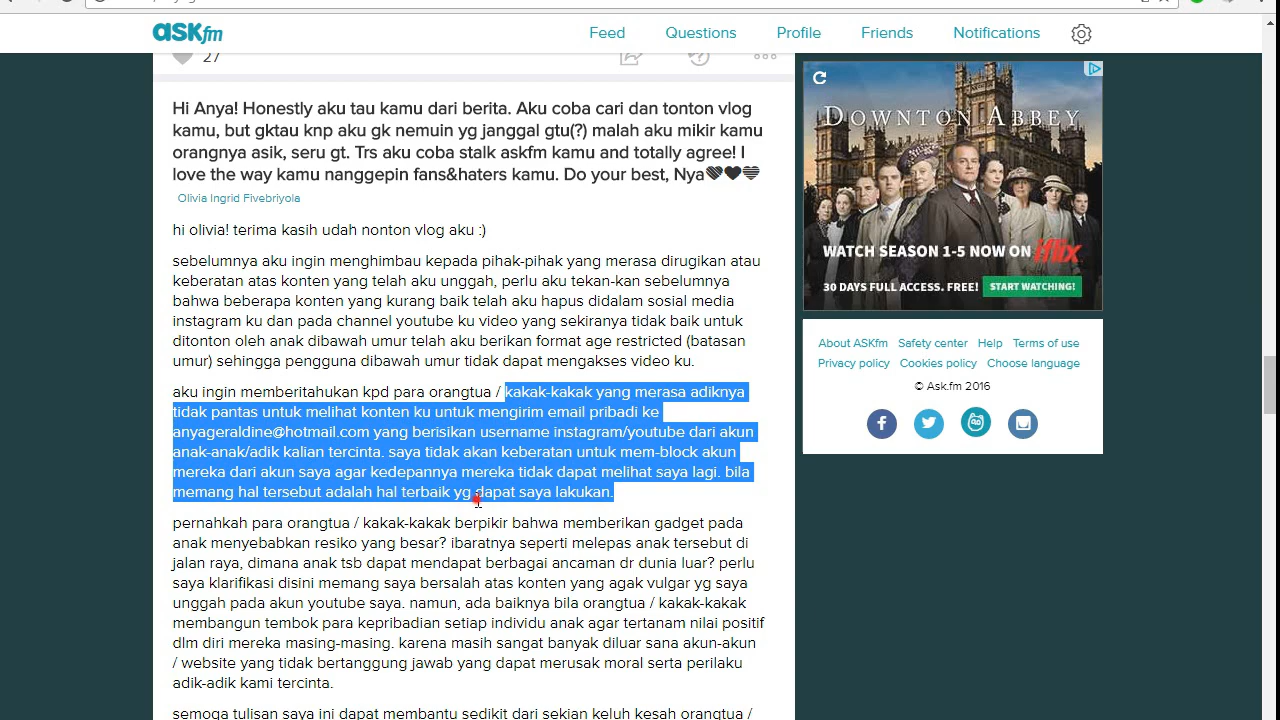 ASKfm
Feed Questions Profile Friends Notifications
27
Hi Anya! Honestly aku tau kamu dari berita. Aku coba cari dan tonton vlog
kamu, but gktau knp aku gk nemuin yg janggal gtu(?) malah aku mikir kamu
orangnya asik, seru gt. Trs aku coba stalk askfm kamu and totally agree! I
love the way kamu nanggepin fans&haters kamu. Do your best, Nya
Olivia Ingrid Fivebriyola
hi olivia! terima kasih udah nonton vlog aku :)
sebelumnya aku ingin menghimbau kepada pihak-pihak yang merasa dirugikan atau
keberatan atas konten yang telah aku unggah, perlu aku tekan-kan sebelumnya
bahwa beberapa konten yang kurang baik telah aku hapus didalam sosial media
instagram ku dan pada channel youtube ku video yang sekiranya tidak baik untuk
ditonton oleh anak dibawah umur telah aku berikan format age restricted (batasan
umur) sehingga pengguna dibawah umur tidak dapat mengakses video ku.
aku ingin memberitahukan kpd para orangtua / kakak-kakak yang merasa adiknya
tidak pantas untuk melihat konten ku untuk mengirim email pribadi ke
anyageraldine@hotmail.com yang berisikan username instagram/youtube dari akun
anak-anak/adik kalian tercinta. saya tidak akan keberatan untuk mem-block akun
mereka dari akun saya agar kedepannya mereka tidak dapat melihat saya lagi. bila
memang hal tersebut adalah hal terbaik yg dapat saya lakukan.
pernahkah para orangtua / kakak-kakak berpikir bahwa memberikan gadget pada
anak menyebabkan resiko yang besar? ibaratnya seperti melepas anak tersebut di
jalan raya, dimana anak tsb dapat mendapat berbagai ancaman dr dunia luar? perlu
saya klarifikasi disini memang saya bersalah atas konten yang agak vulgar yg saya
unggah pada akun youtube saya. namun, ada baiknya bila orangtua / kakak-kakak
membangun tembok para kepribadian setiap individu anak agar tertanam nilai positif
dlm diri mereka masing-masing. karena masih sangat banyak diluar sana akun-akun
/ website yang tidak bertanggung jawab yang dapat merusak moral serta perilaku
adik-adik kami tercinta.
semoga tulisan saya ini dapat membantu sedikit dari sekian keluh kesah orangtua /
DOWNTON ABBEY
WATCH SEASON 1-5 NOW ON iflix
30 DAYS FULL ACCESS. FREE! START WATCHING!
About ASKfm Safety center Help Terms of use
Privacy policy Cookies policy Choose language
© Ask.fm 2016